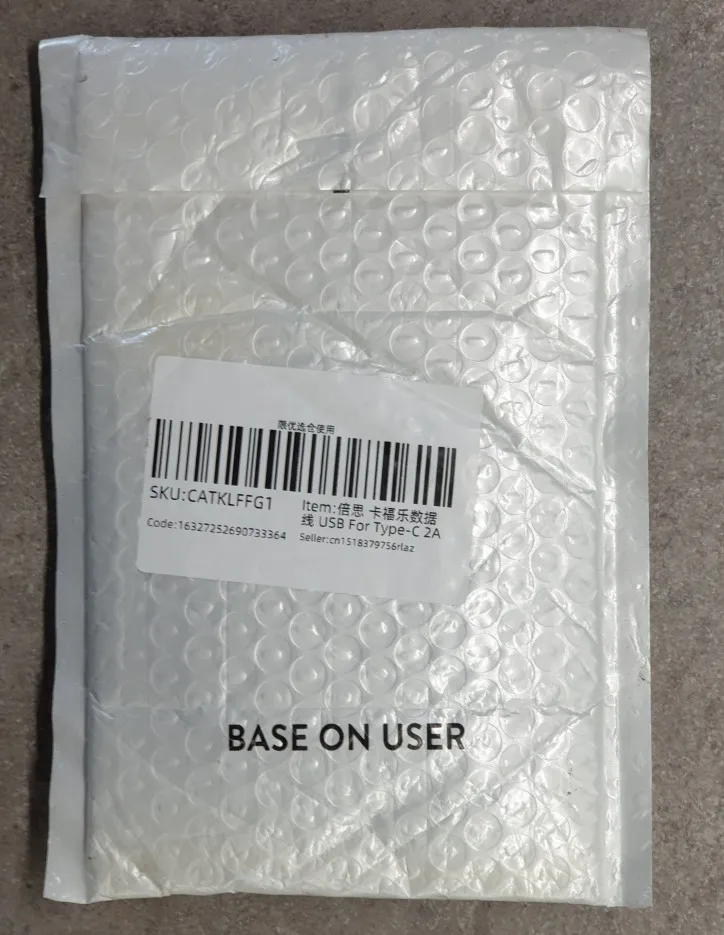 限优选仓使用
SKU:CATKLFFG1
Item:倍思 卡福乐数据
线 USB For Type-C 2A
Code:16327252690733364
Seller:cn1518379756rlaz
BASE ON USER